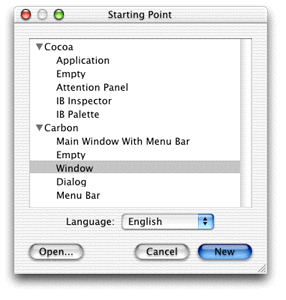 Starting Point
Cocoa
Application
Empty
Attention Panel
IB Inspector
IB Palette
Carbon
Main Window With Menu Bar
Empty
Window
Dialog
Menu Bar
Language: English
Open... Cancel New